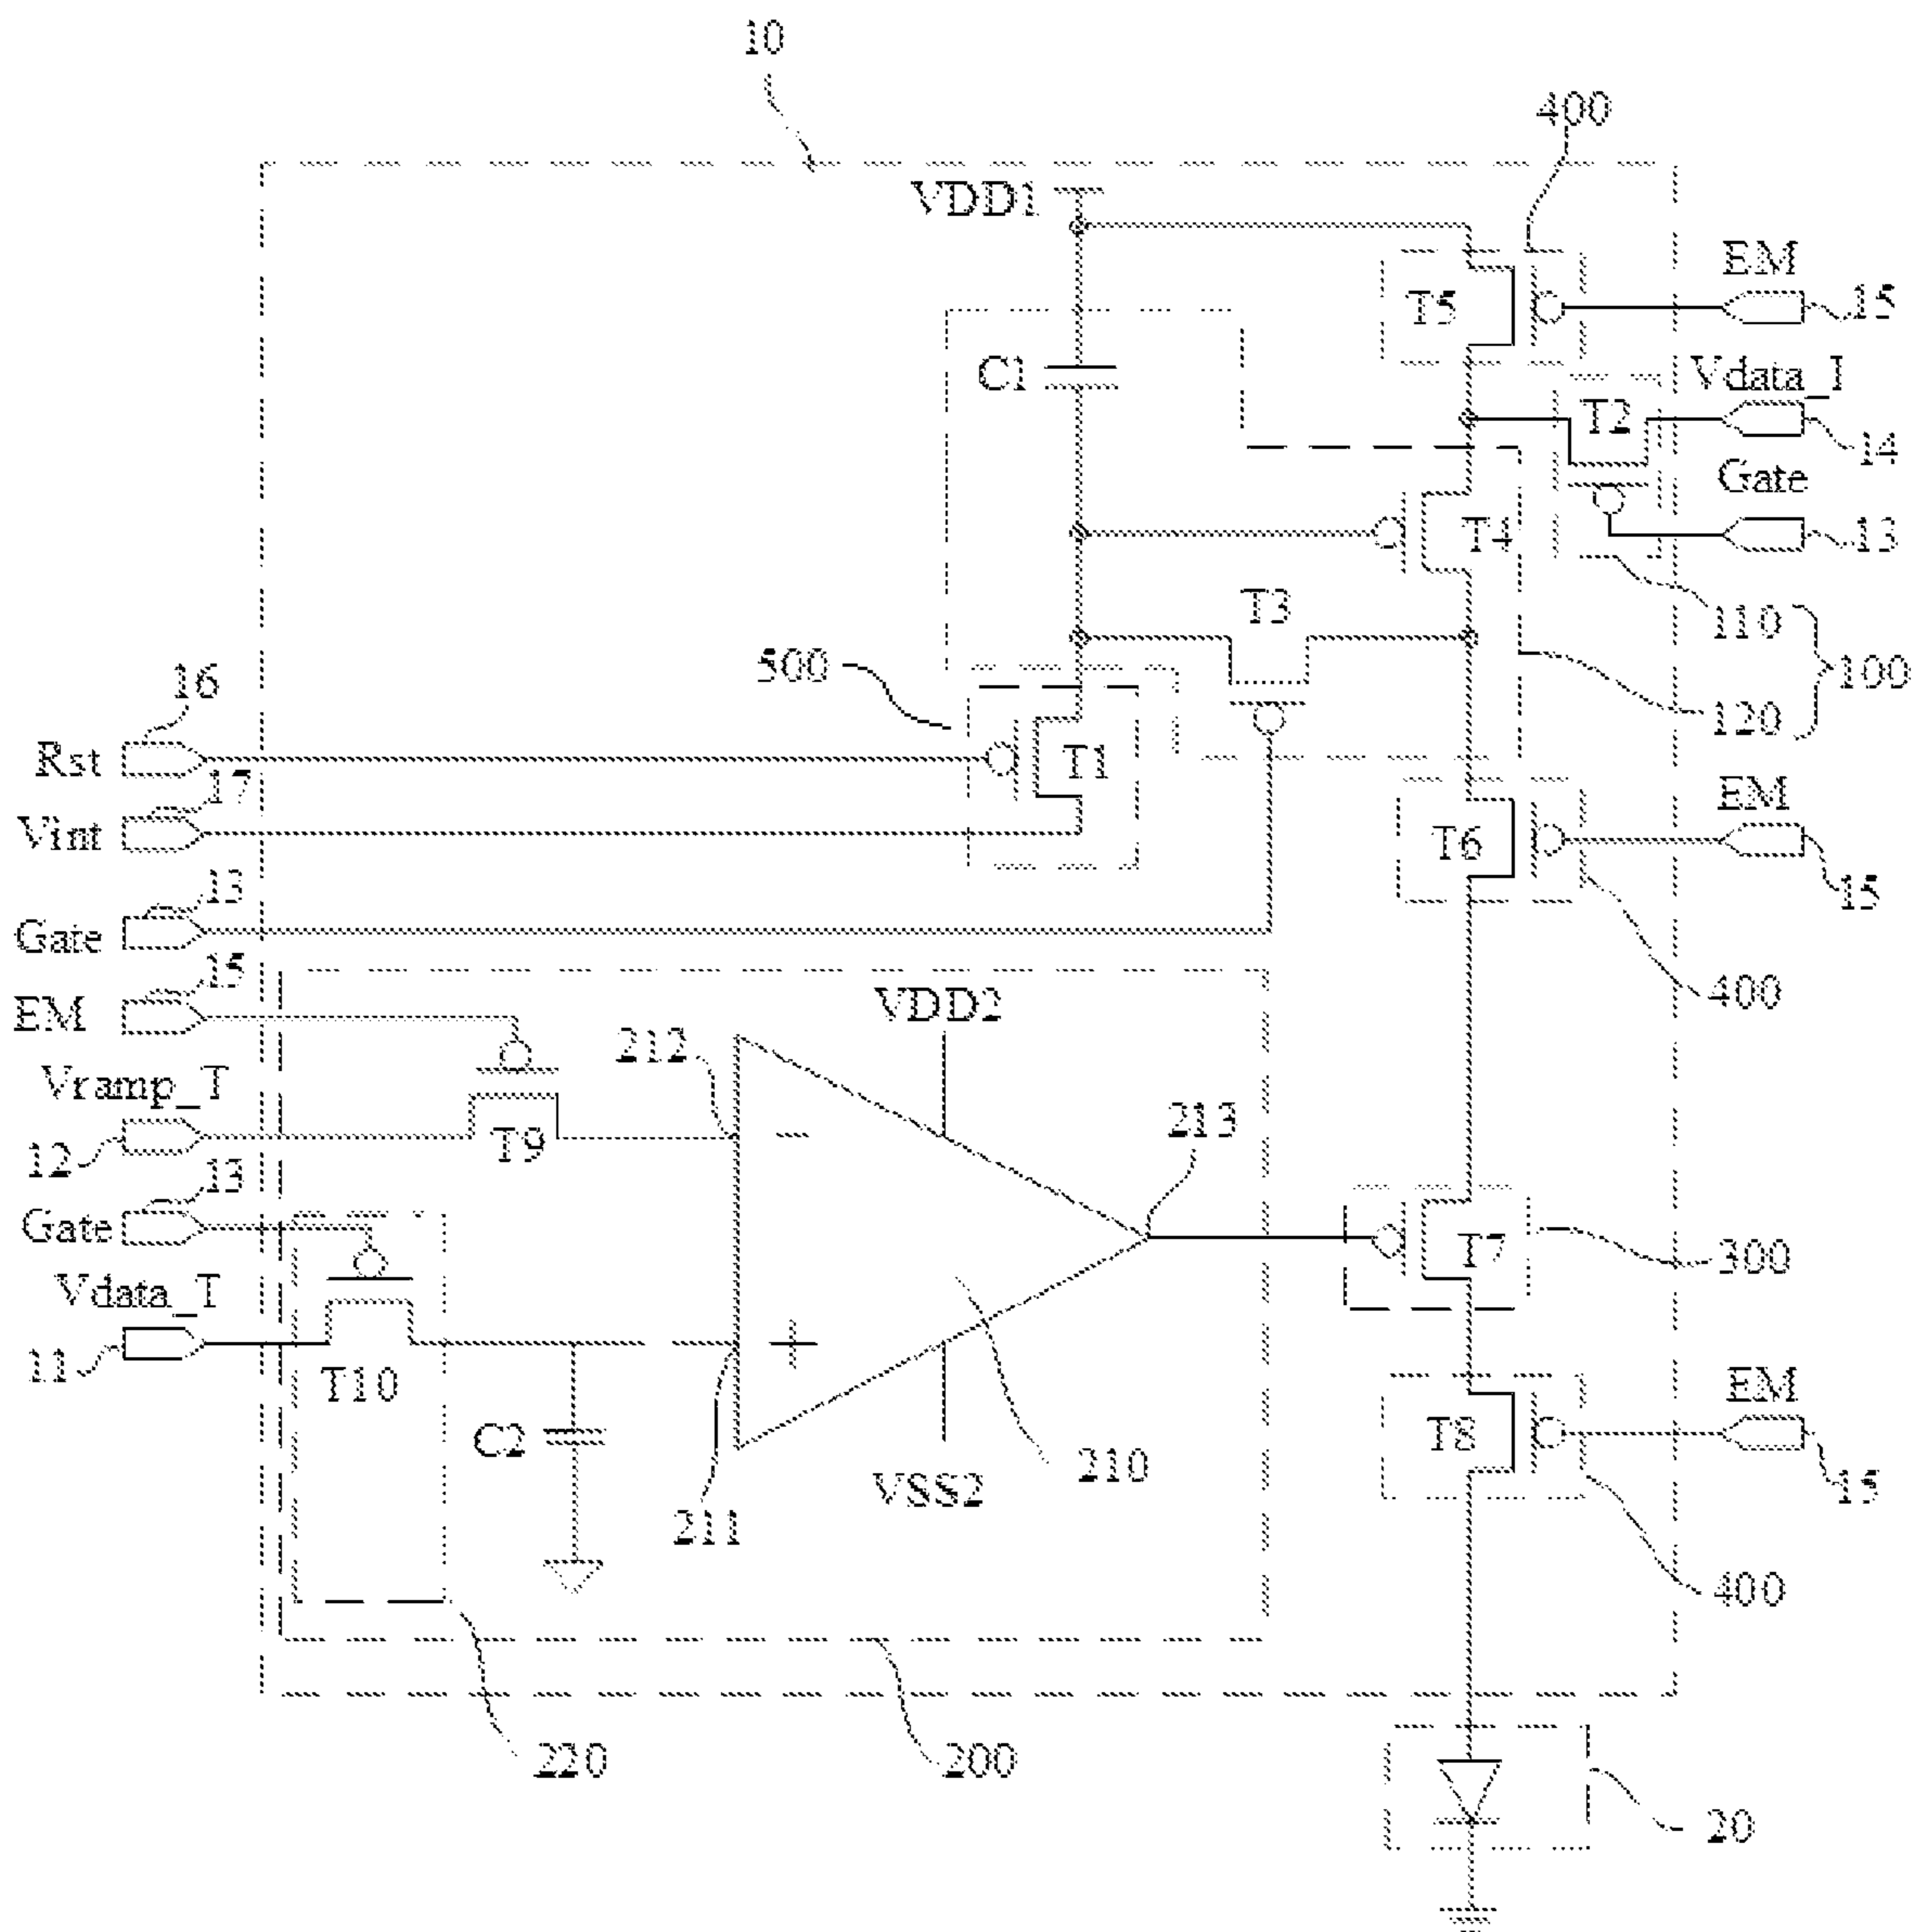 10
400
VDD1
EM
15
T5
C1
Vdata_I
T2
14
Gate
T4
13
T3
110
100
500
120
16
Rst
T1
17
Vint
EM
T6
15
13
Gate
15
EM
400
VDD2
212
Vramp_T
213
12
T9
13
Gate
T7
300
Vdata_T
11
T10
EM
T8
C2
210
15
VSS2
211
400
220
200
20